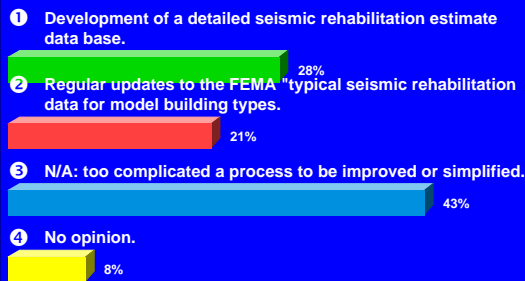 ❶ Development of a detailed seismic rehabilitation estimate
data base.
28%
❷ Regular updates to the FEMA "typical seismic rehabilitation
data for model building types.
21%
❸ N/A: too complicated a process to be improved or simplified.
43%
❹ No opinion.
8%